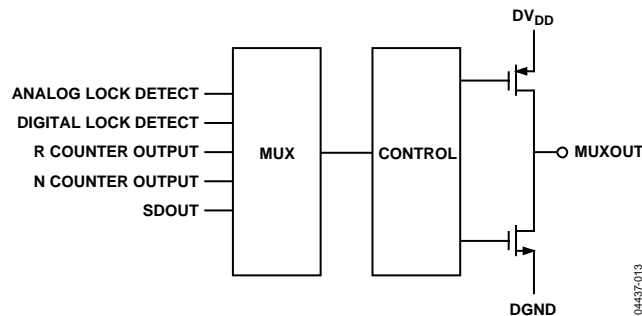 DVDD
ANALOG LOCK DETECT
DIGITAL LOCK DETECT
R COUNTER OUTPUT
N COUNTER OUTPUT
SDOUT
MUX
CONTROL
MUXOUT
DGND
04437-013